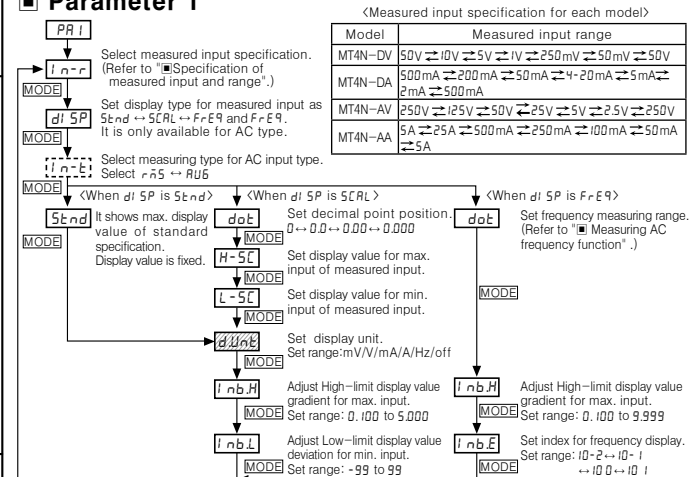 ■ Parameter 1
<Measured input specification for each model>
Model Measured input range
MT4N-DV 50V ⇄ 10V ⇄ 5V ⇄ 1V ⇄ 250mV ⇄ 50mV ⇄ 50V
MT4N-DA 500mA ⇄ 200mA ⇄ 50mA ⇄ 4-20mA ⇄ 5mA ⇄
2mA ⇄ 500mA
MT4N-AV 250V ⇄ 125V ⇄ 50V ⇄ 25V ⇄ 5V ⇄ 2.5V ⇄ 250V
MT4N-AA 5A ⇄ 25A ⇄ 500mA ⇄ 250mA ⇄ 100mA ⇄ 50mA
⇄ 5A
PA1
In-r
Select measured input specification.
(Refer to "■Specification of
measured input and range".)
MODE
dISP
Set display type for measured input as
Stnd ↔ SCAL ↔ FrEq and FrEq.
It is only available for AC type.
MODE
In-t
Select measuring type for AC input type.
Select rms ↔ AVG
MODE
<When dISP is Stnd>
Stnd
It shows max. display
value of standard
specification.
Display value is fixed.
MODE
<When dISP is SCAL>
dot
Set decimal point position.
0 ↔ 0.0 ↔ 0.00 ↔ 0.000
MODE
H-SC
Set display value for max.
input of measured input.
MODE
L-SC
Set display value for min.
input of measured input.
MODE
d.Unt
Set display unit.
Set range:mV/V/mA/A/Hz/off
MODE
Inb.H
Adjust High-limit display value
gradient for max. input.
MODE Set range: 0.100 to 5.000
Inb.L
Adjust Low-limit display value
deviation for min. input.
MODE Set range: -99 to 99
<When dISP is FrEq>
dot
Set frequency measuring range.
(Refer to "■ Measuring AC
frequency function" .)
MODE
Inb.H
Adjust High-limit display value
gradient for max. input.
MODE Set range: 0.100 to 9.999
Inb.E
Set index for frequency display.
Set range: 10-2 ↔ 10-1
MODE ↔ 10 0 ↔ 10 1